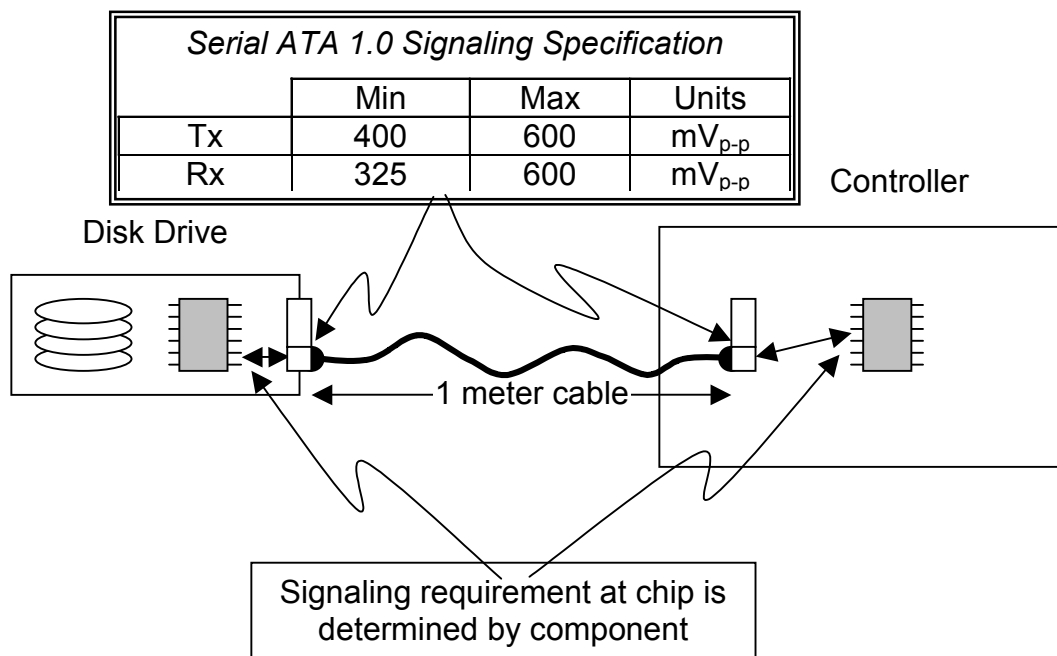 Serial ATA 1.0 Signaling Specification
Min Max Units
Tx 400 600 mVp-p
Rx 325 600 mVp-p
Controller
Disk Drive
1 meter cable
Signaling requirement at chip is
determined by component